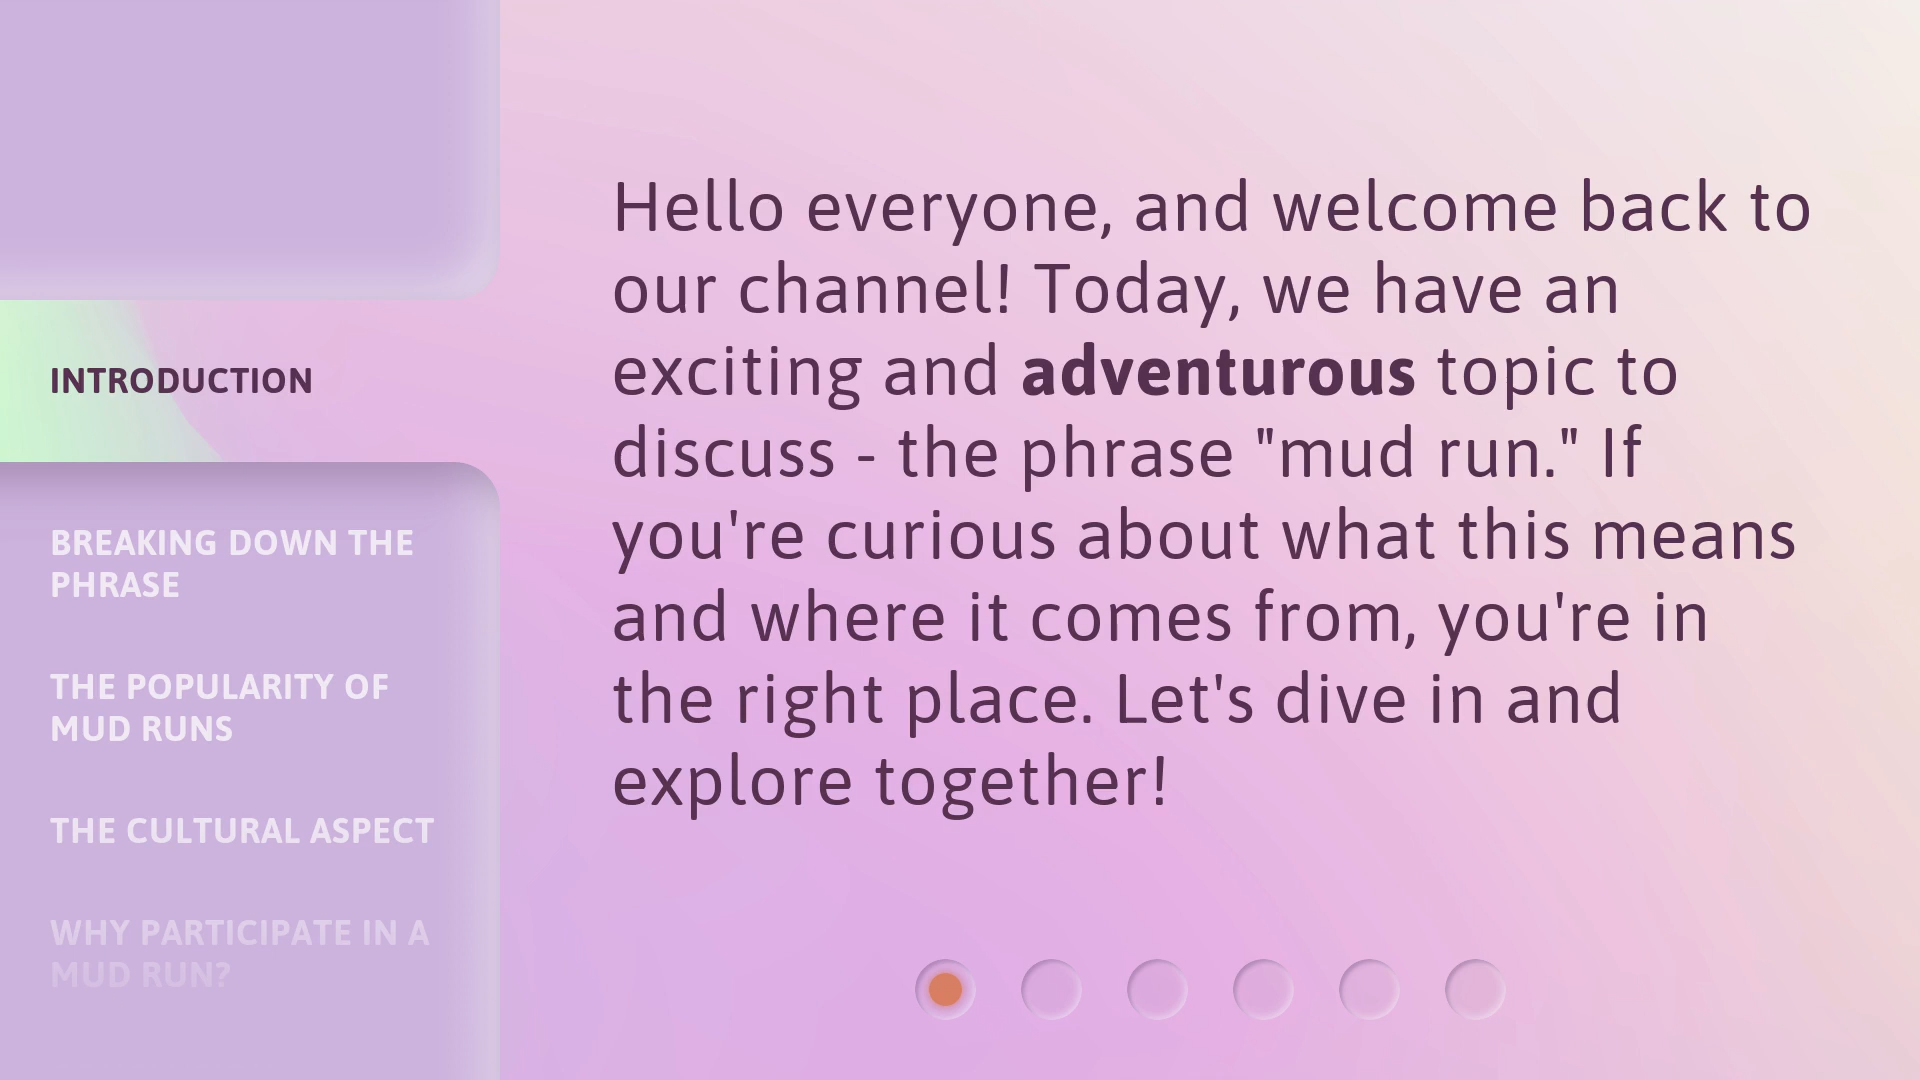 INTRODUCTION
BREAKING DOWN THE
PHRASE
THE POPULARITY OF
MUD RUNS
THE CULTURAL ASPECT
WHY PARTICIPATE IN A
MUD RUN?
Hello everyone, and welcome back to
our channel! Today, we have an
exciting and adventurous topic to
discuss - the phrase "mud run." If
you're curious about what this means
and where it comes from, you're in
the right place. Let's dive in and
explore together!